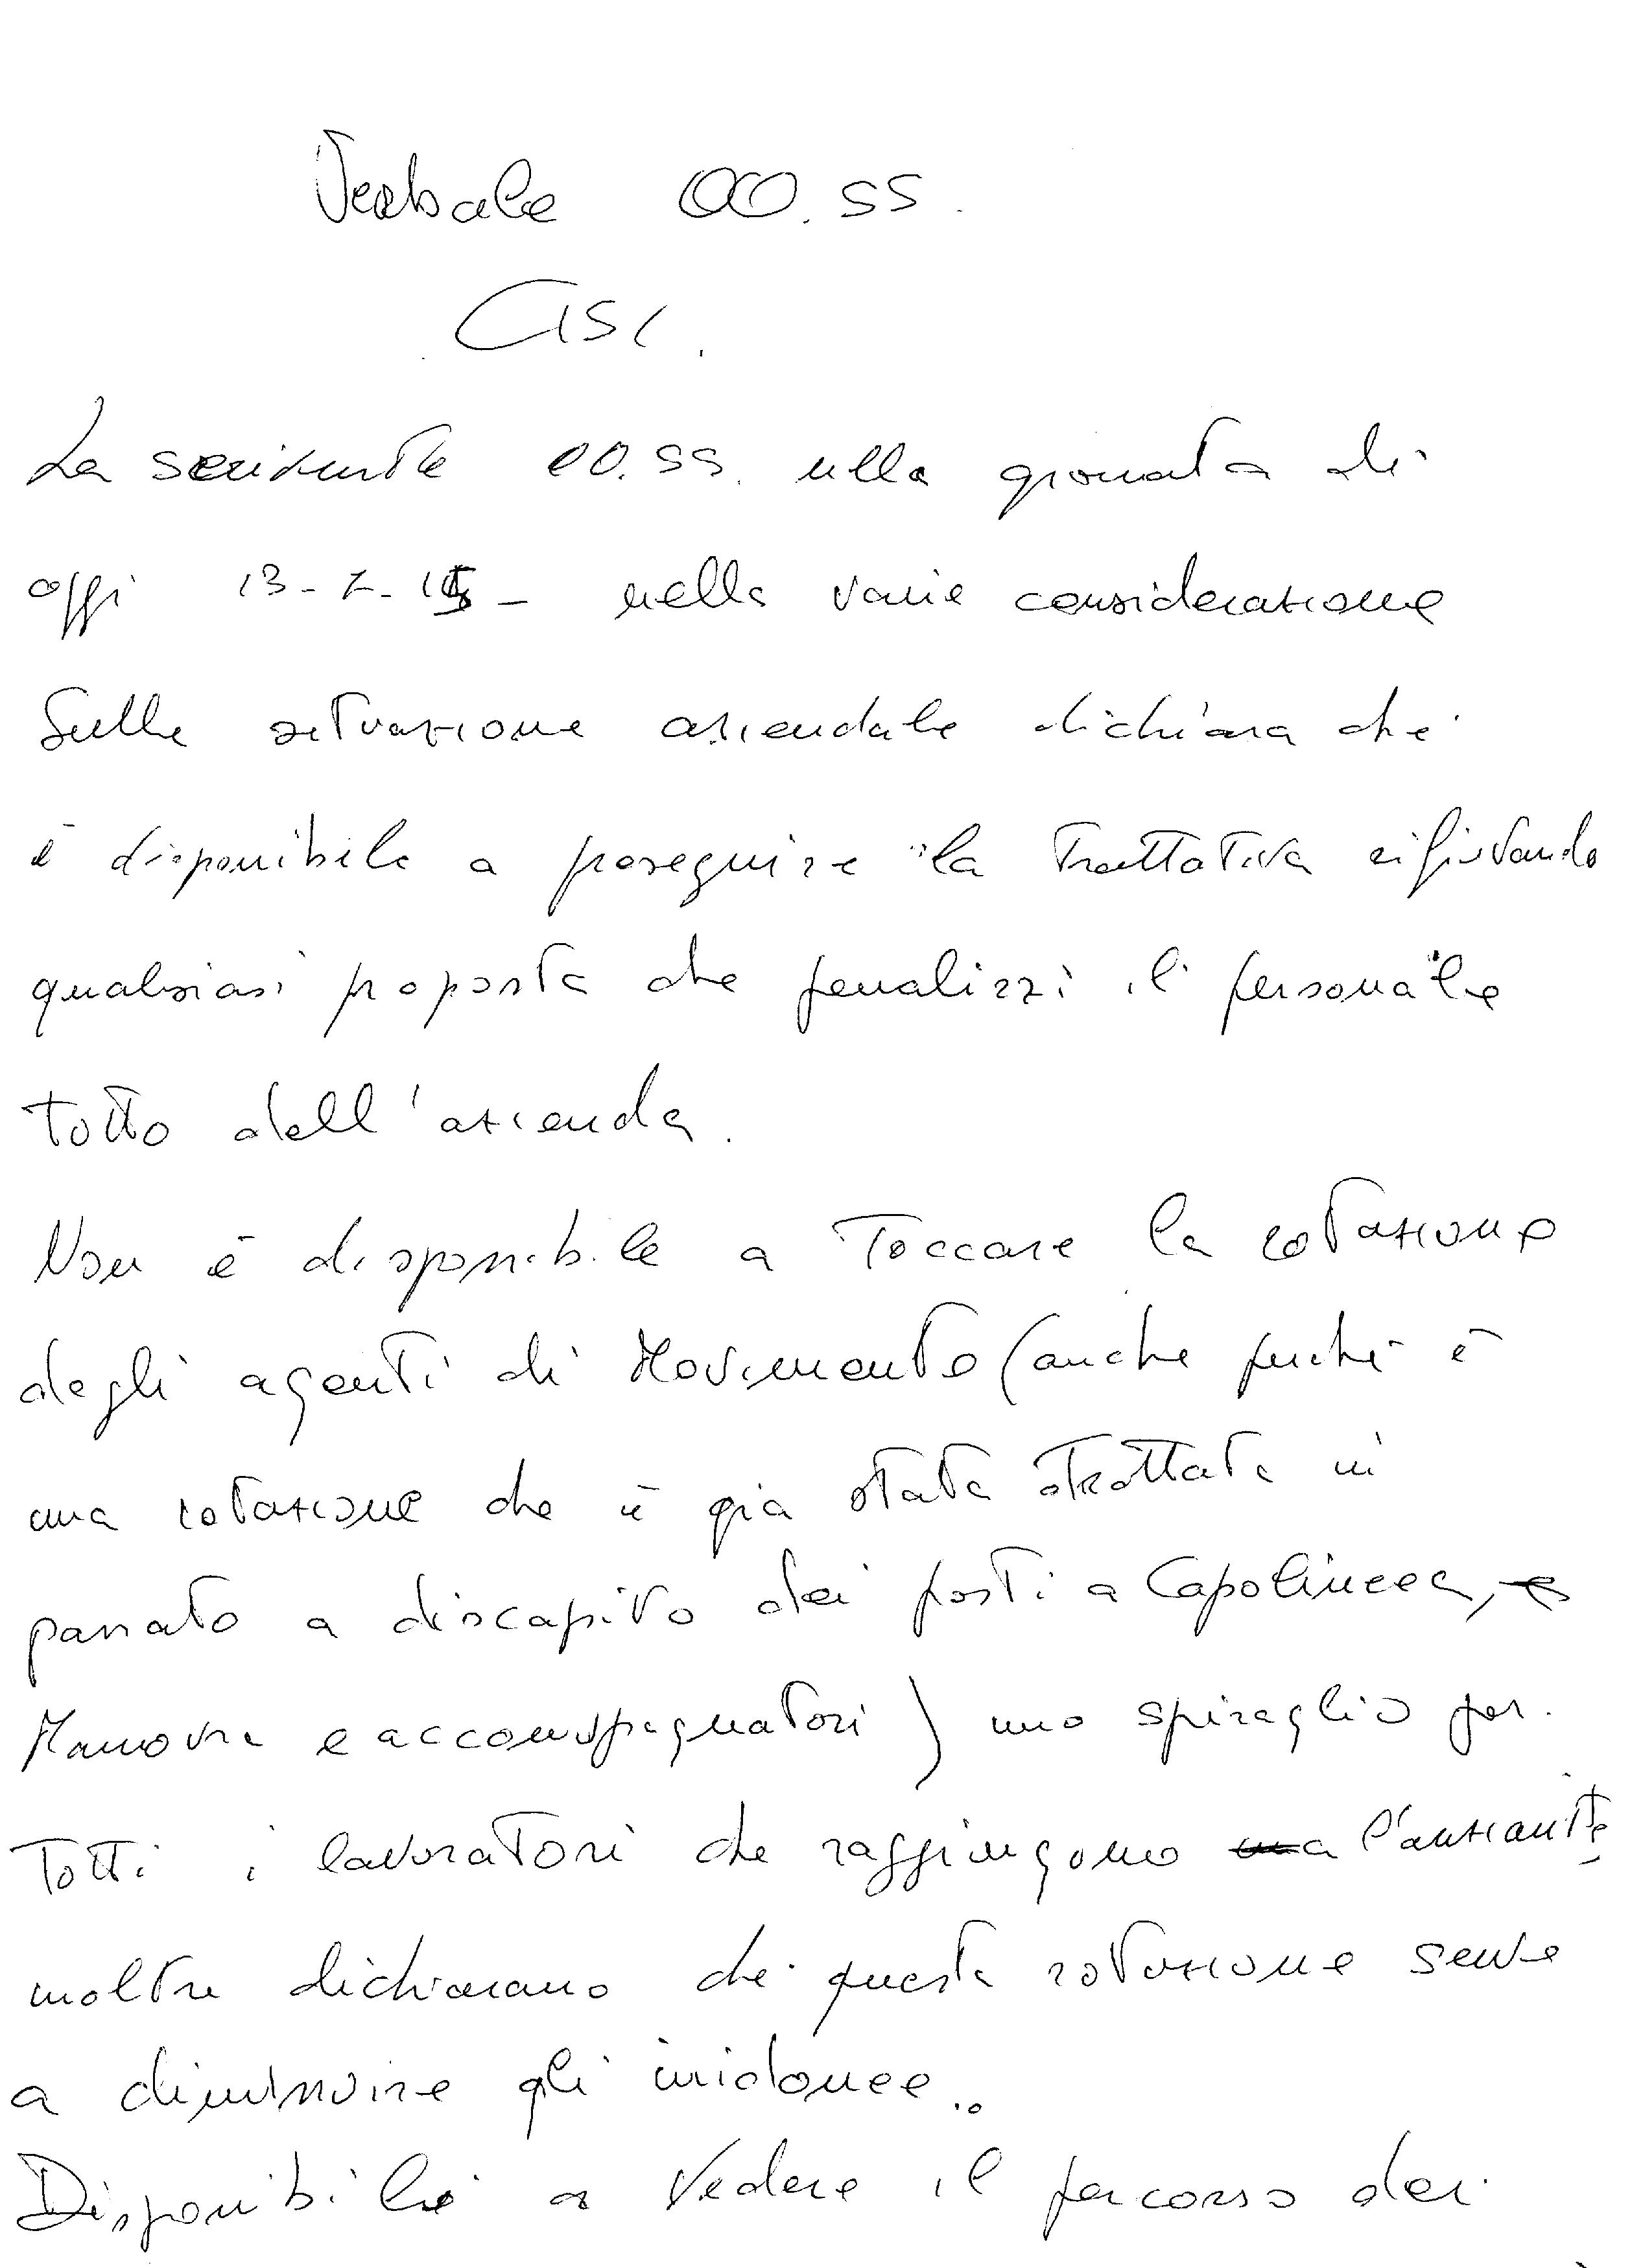 Verbale OO.SS.
CISL.
La scrivente OO.SS. nella giornata di
oggi 13-7-15 - nella varie considerazione
Sulla situazione aziendale dichiara che
è disponibile a proseguire la Trattativa rifiutando
qualsiasi proposta che penalizzi il personale
tutto dell'azienda.
Non è disponibile a Toccare la rotazione
degli agenti di Movimento (anche perché è
una rotazione che è già stata trattata in
passato a discapito dei posti a Capolinea,
Manovra e accompagnatori) uno spiraglio per
Tutti i lavoratori che raggiungono l'anzianità
inoltre dichiarano che questa rotazione serve
a diminuire gli inidonee.
Disponibili a Vedere il percorso dei